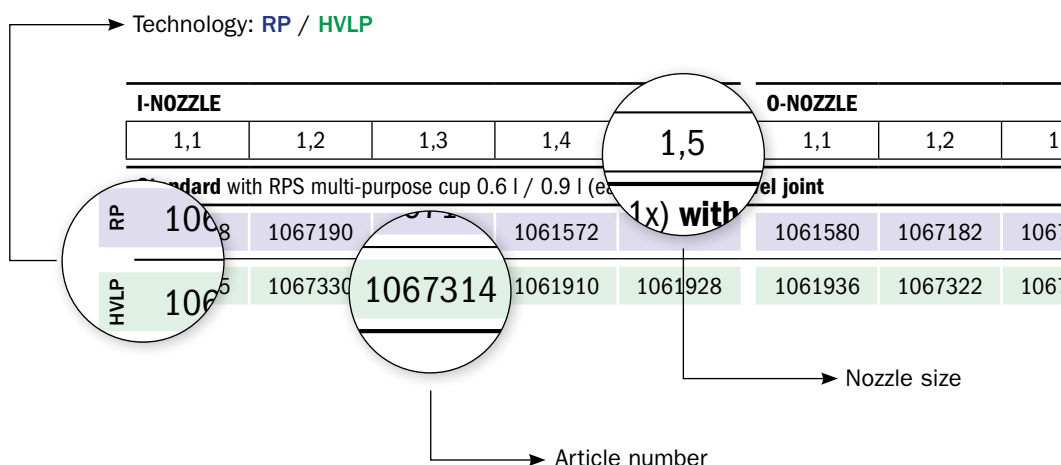 Technology: RP / HVLP
I-NOZZLE O-NOZZLE
1,1 1,2 1,3 1,4 1,5 1,1 1,2
with RPS multi-purpose cup 0.6 l / 0.9 l joint
1x) with
RP 1067190 1061572 1061580 1067182
HVLP 1067330 1067314 1061910 1061928 1061936 1067322
Nozzle size
Article number